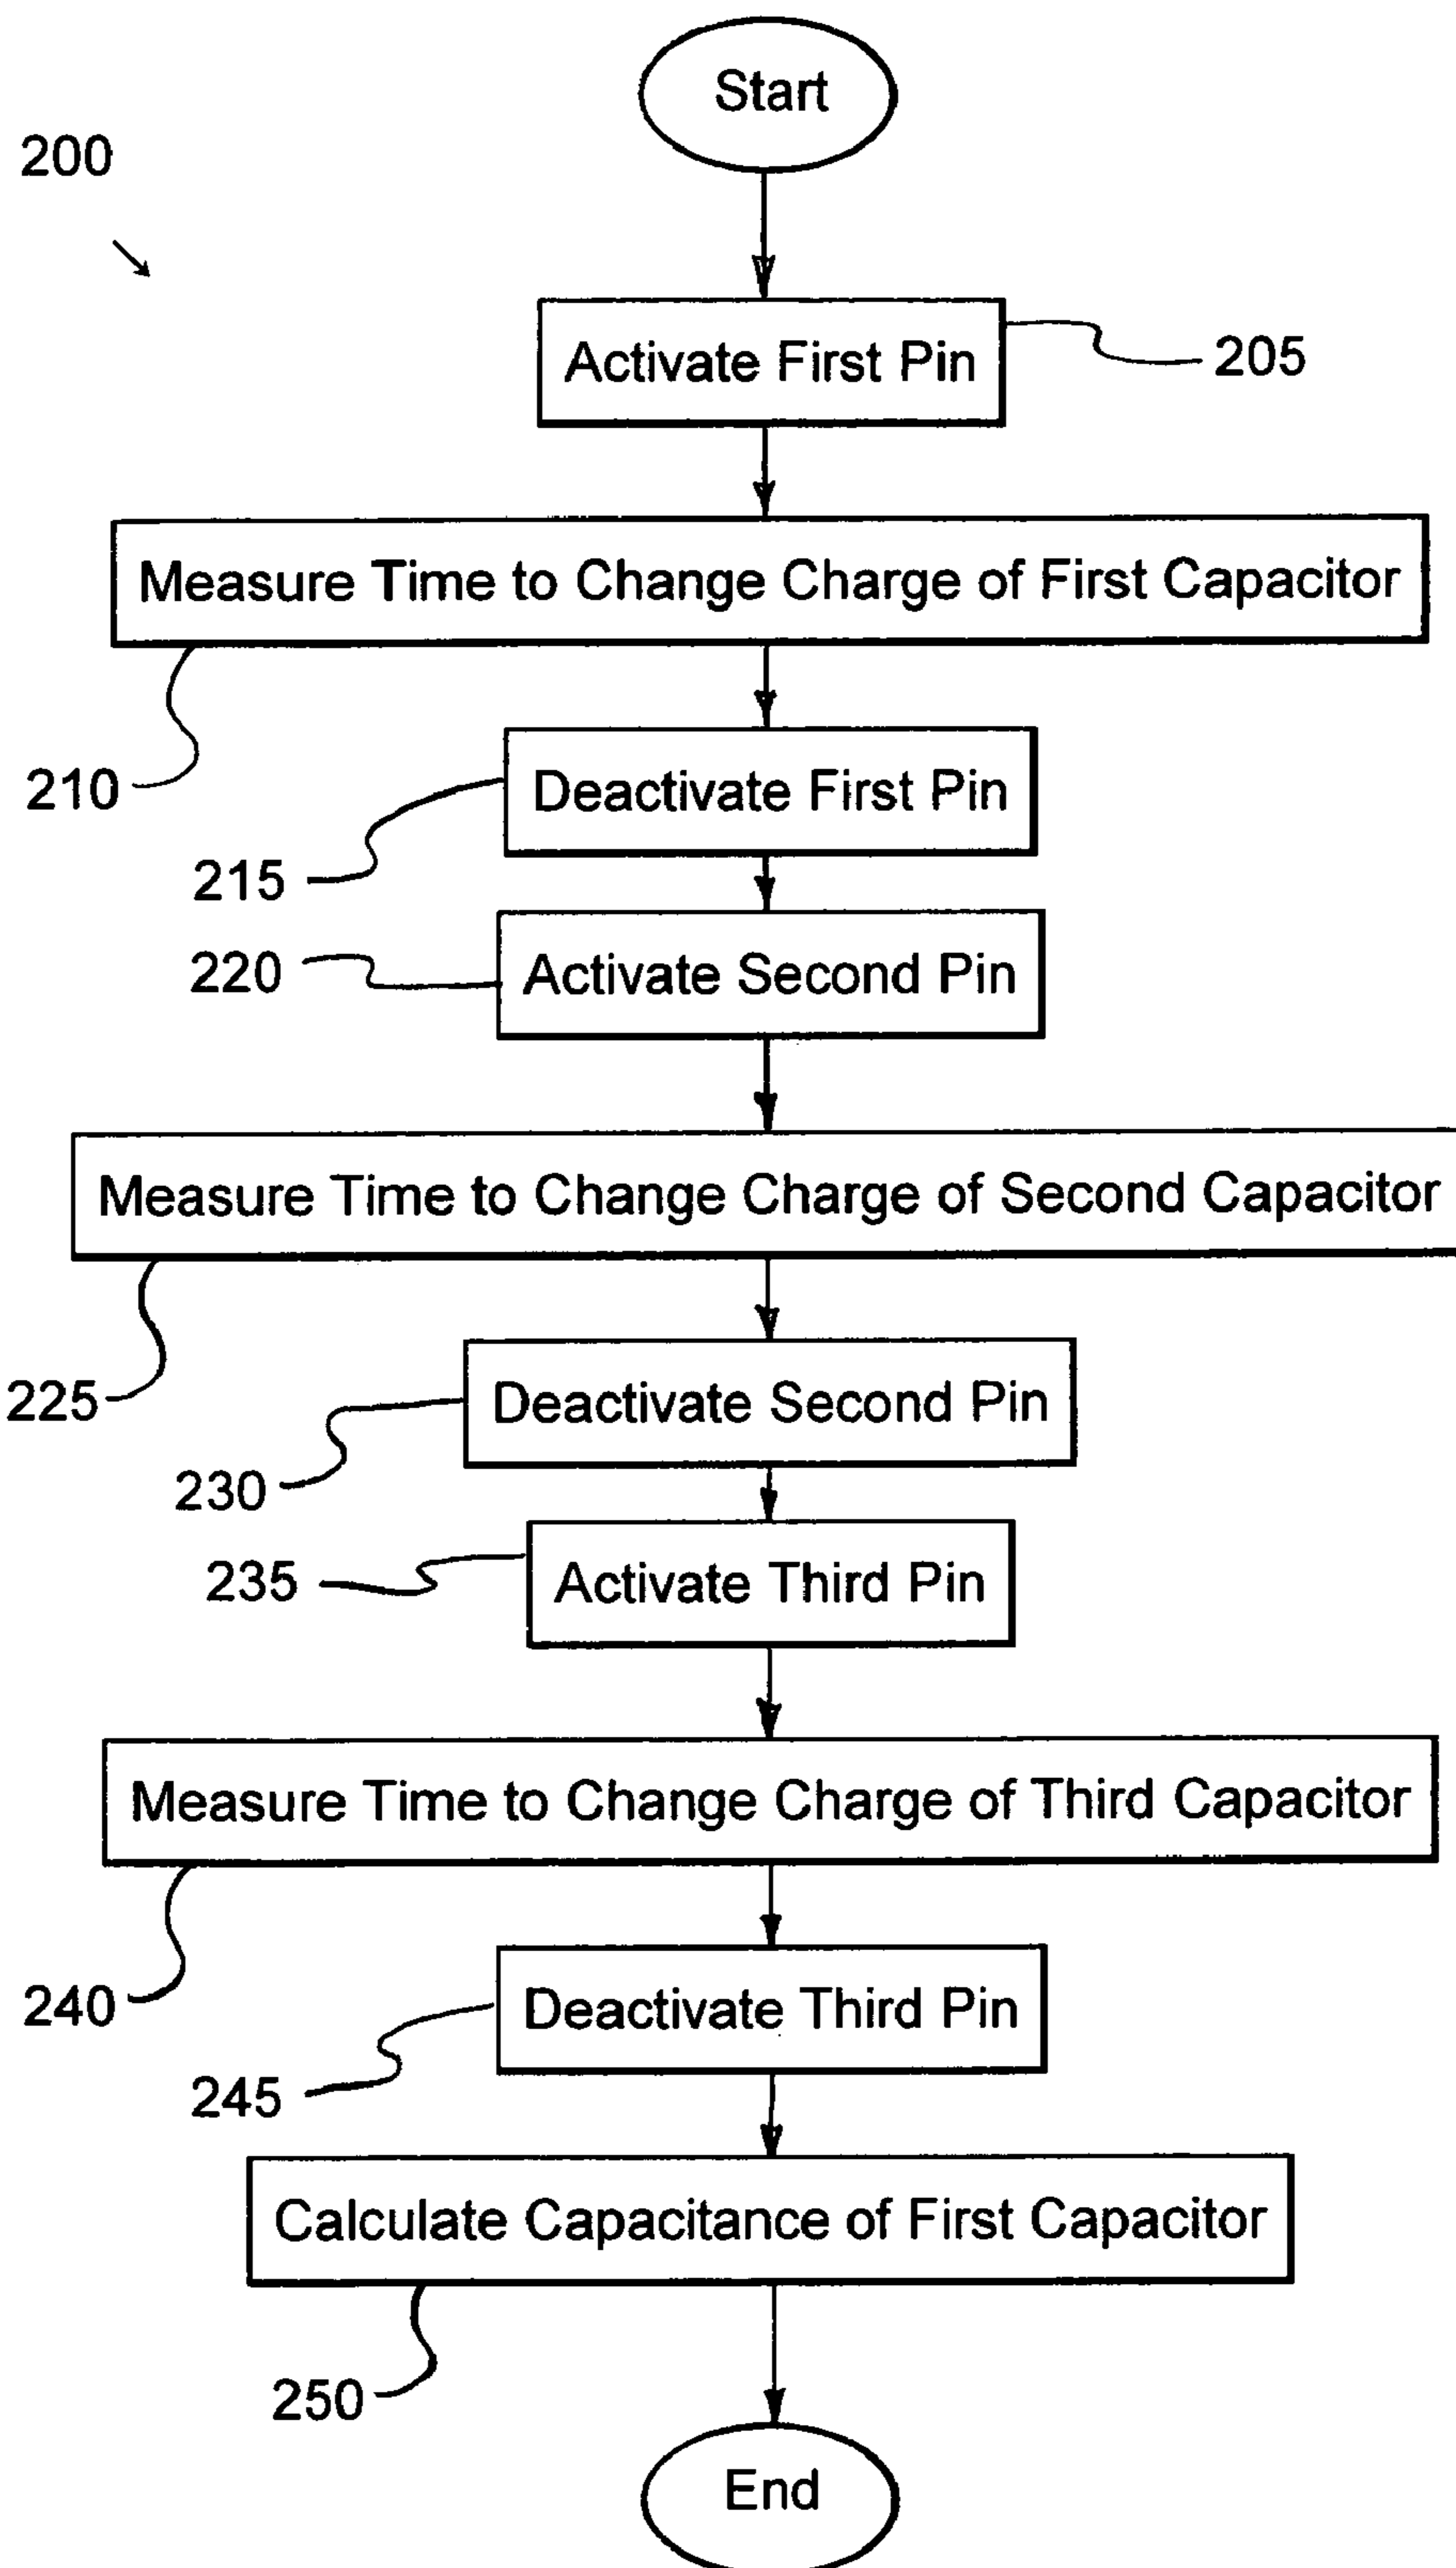 Start
200
Activate First Pin
205
Measure Time to Change Charge of First Capacitor
210
Deactivate First Pin
215
220
Activate Second Pin
Measure Time to Change Charge of Second Capacitor
225
Deactivate Second Pin
230
235
Activate Third Pin
Measure Time to Change Charge of Third Capacitor
240
Deactivate Third Pin
245
Calculate Capacitance of First Capacitor
250
End